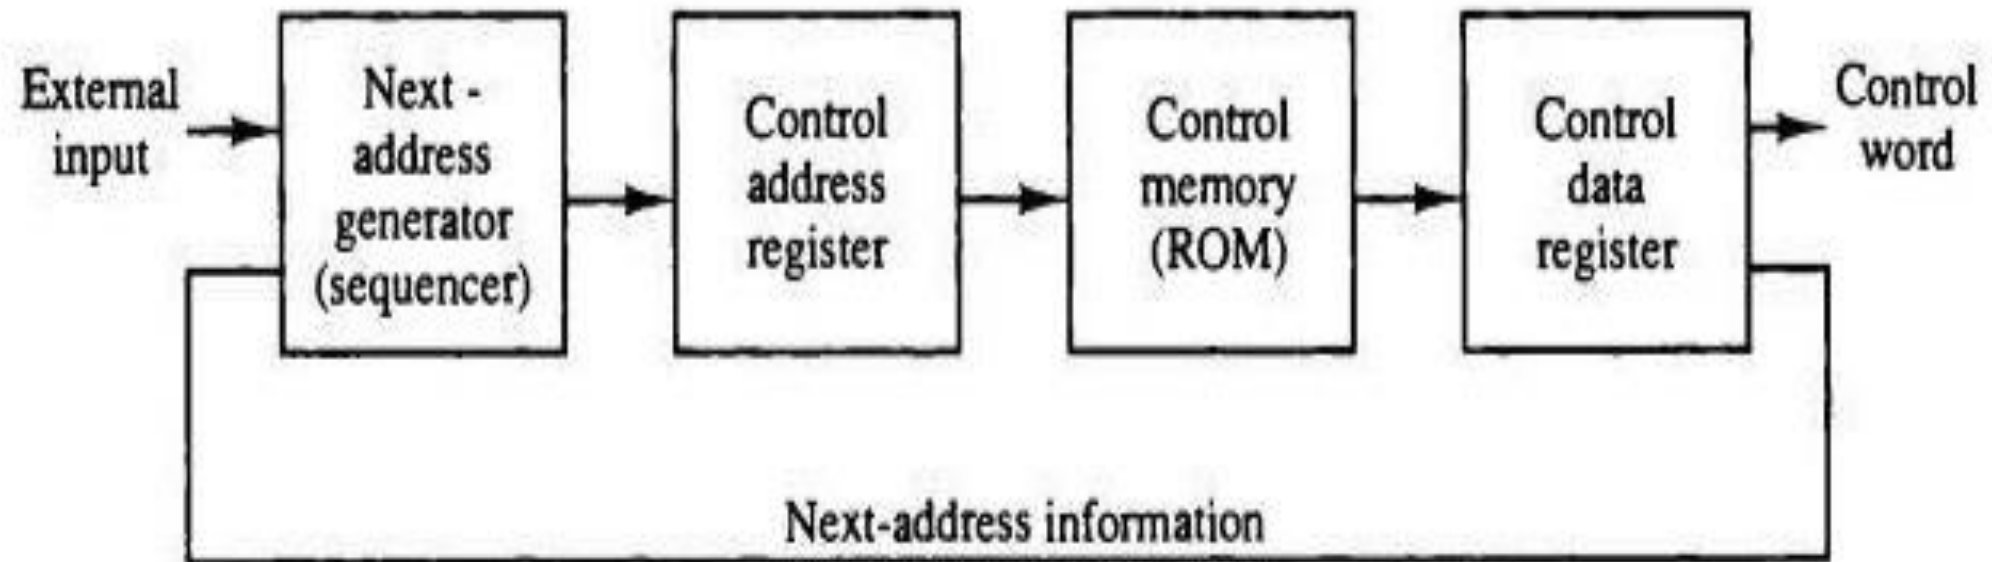 External
input
Next -
address
generator
(sequencer)
Control
address
register
Control
memory
(ROM)
Control
data
register
Control
word
Next-address information